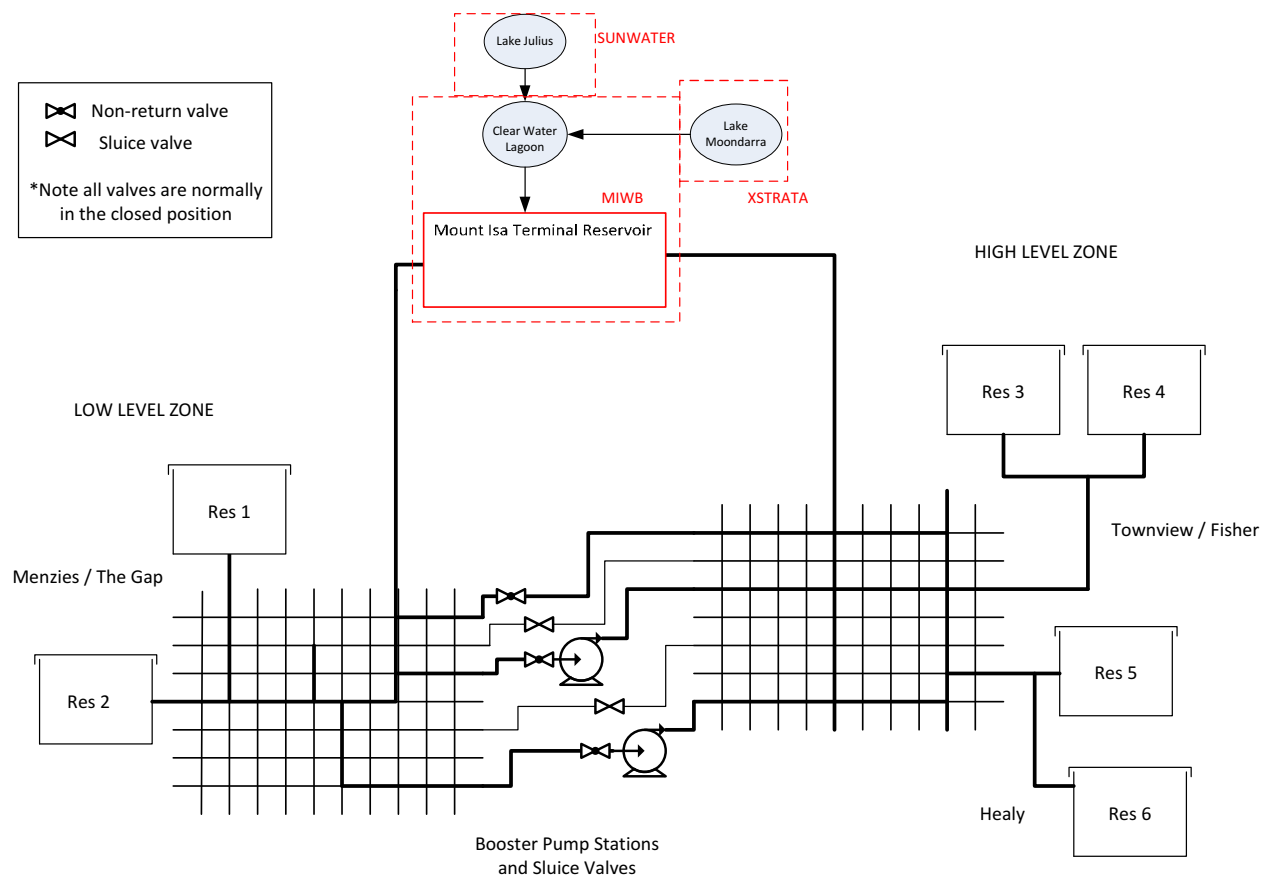 Lake Julius
SUNWATER
Non-return valve
Sluice valve
*Note all valves are normally
in the closed position
Clear Water
Lagoon
Lake
Moondarra
MIWB
XSTRATA
Mount Isa Terminal Reservoir
HIGH LEVEL ZONE
LOW LEVEL ZONE
Res 3
Res 4
Res 1
Townview / Fisher
Menzies / The Gap
Res 2
Res 5
Healy
Res 6
Booster Pump Stations
and Sluice Valves